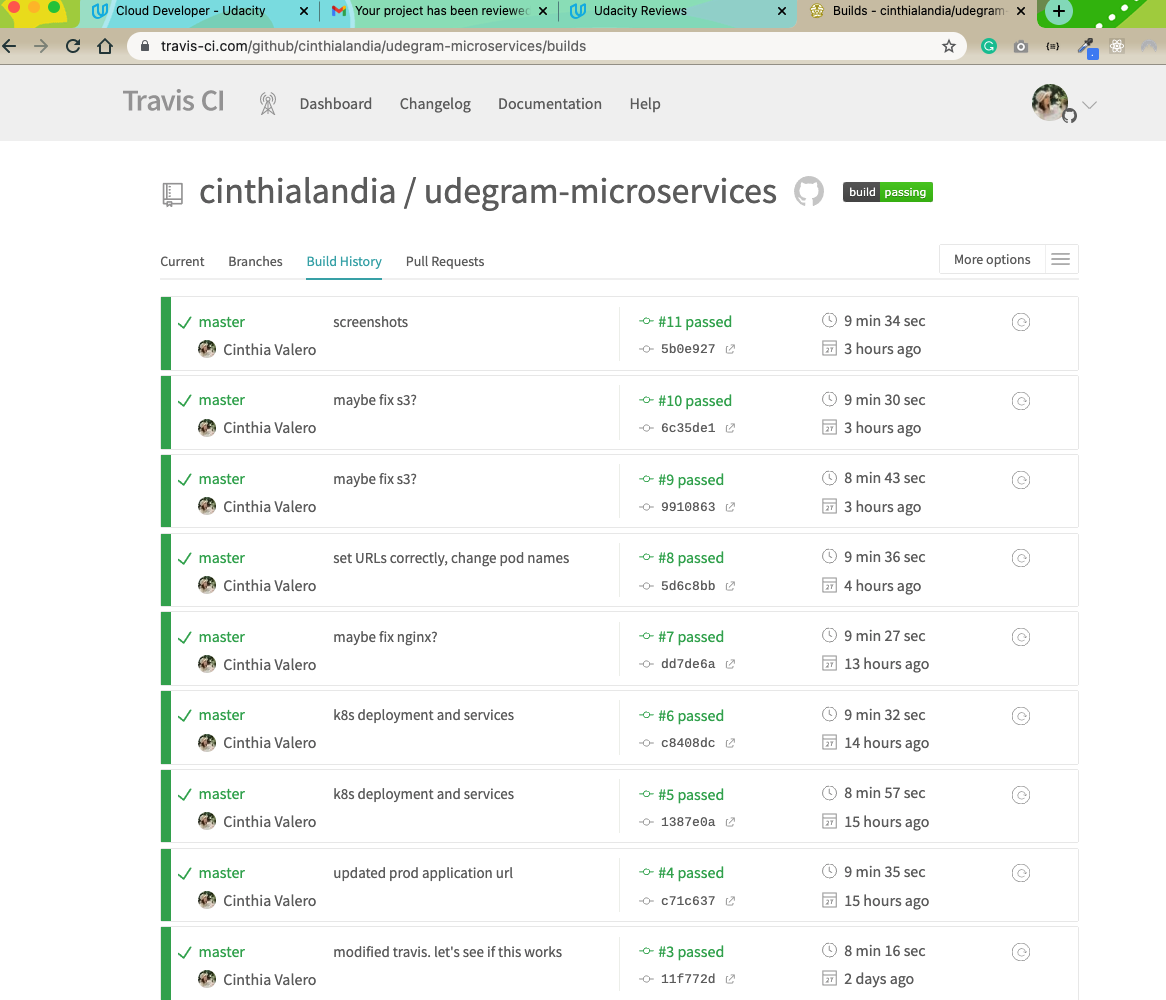 Cloud Developer - Udacity
Your project has been reviewed
Udacity Reviews
Builds - cinthialandia/udegram-
travis-ci.com/github/cinthialandia/udegram-microservices/builds
Travis CI
Dashboard
Changelog
Documentation
Help
cinthialandia / udegram-microservices
build passing
Current
Branches
Build History
Pull Requests
More options
master
screenshots
#11 passed
9 min 34 sec
Cinthia Valero
5b0e927
3 hours ago
master
maybe fix s3?
#10 passed
9 min 30 sec
Cinthia Valero
6c35de1
3 hours ago
master
maybe fix s3?
#9 passed
8 min 43 sec
Cinthia Valero
9910863
3 hours ago
master
set URLs correctly, change pod names
#8 passed
9 min 36 sec
Cinthia Valero
5d6c8bb
4 hours ago
master
maybe fix nginx?
#7 passed
9 min 27 sec
Cinthia Valero
dd7de6a
13 hours ago
master
k8s deployment and services
#6 passed
9 min 32 sec
Cinthia Valero
c8408dc
14 hours ago
master
k8s deployment and services
#5 passed
8 min 57 sec
Cinthia Valero
1387e0a
15 hours ago
master
updated prod application url
#4 passed
9 min 35 sec
Cinthia Valero
c71c637
15 hours ago
master
modified travis. let's see if this works
#3 passed
8 min 16 sec
Cinthia Valero
11f772d
2 days ago